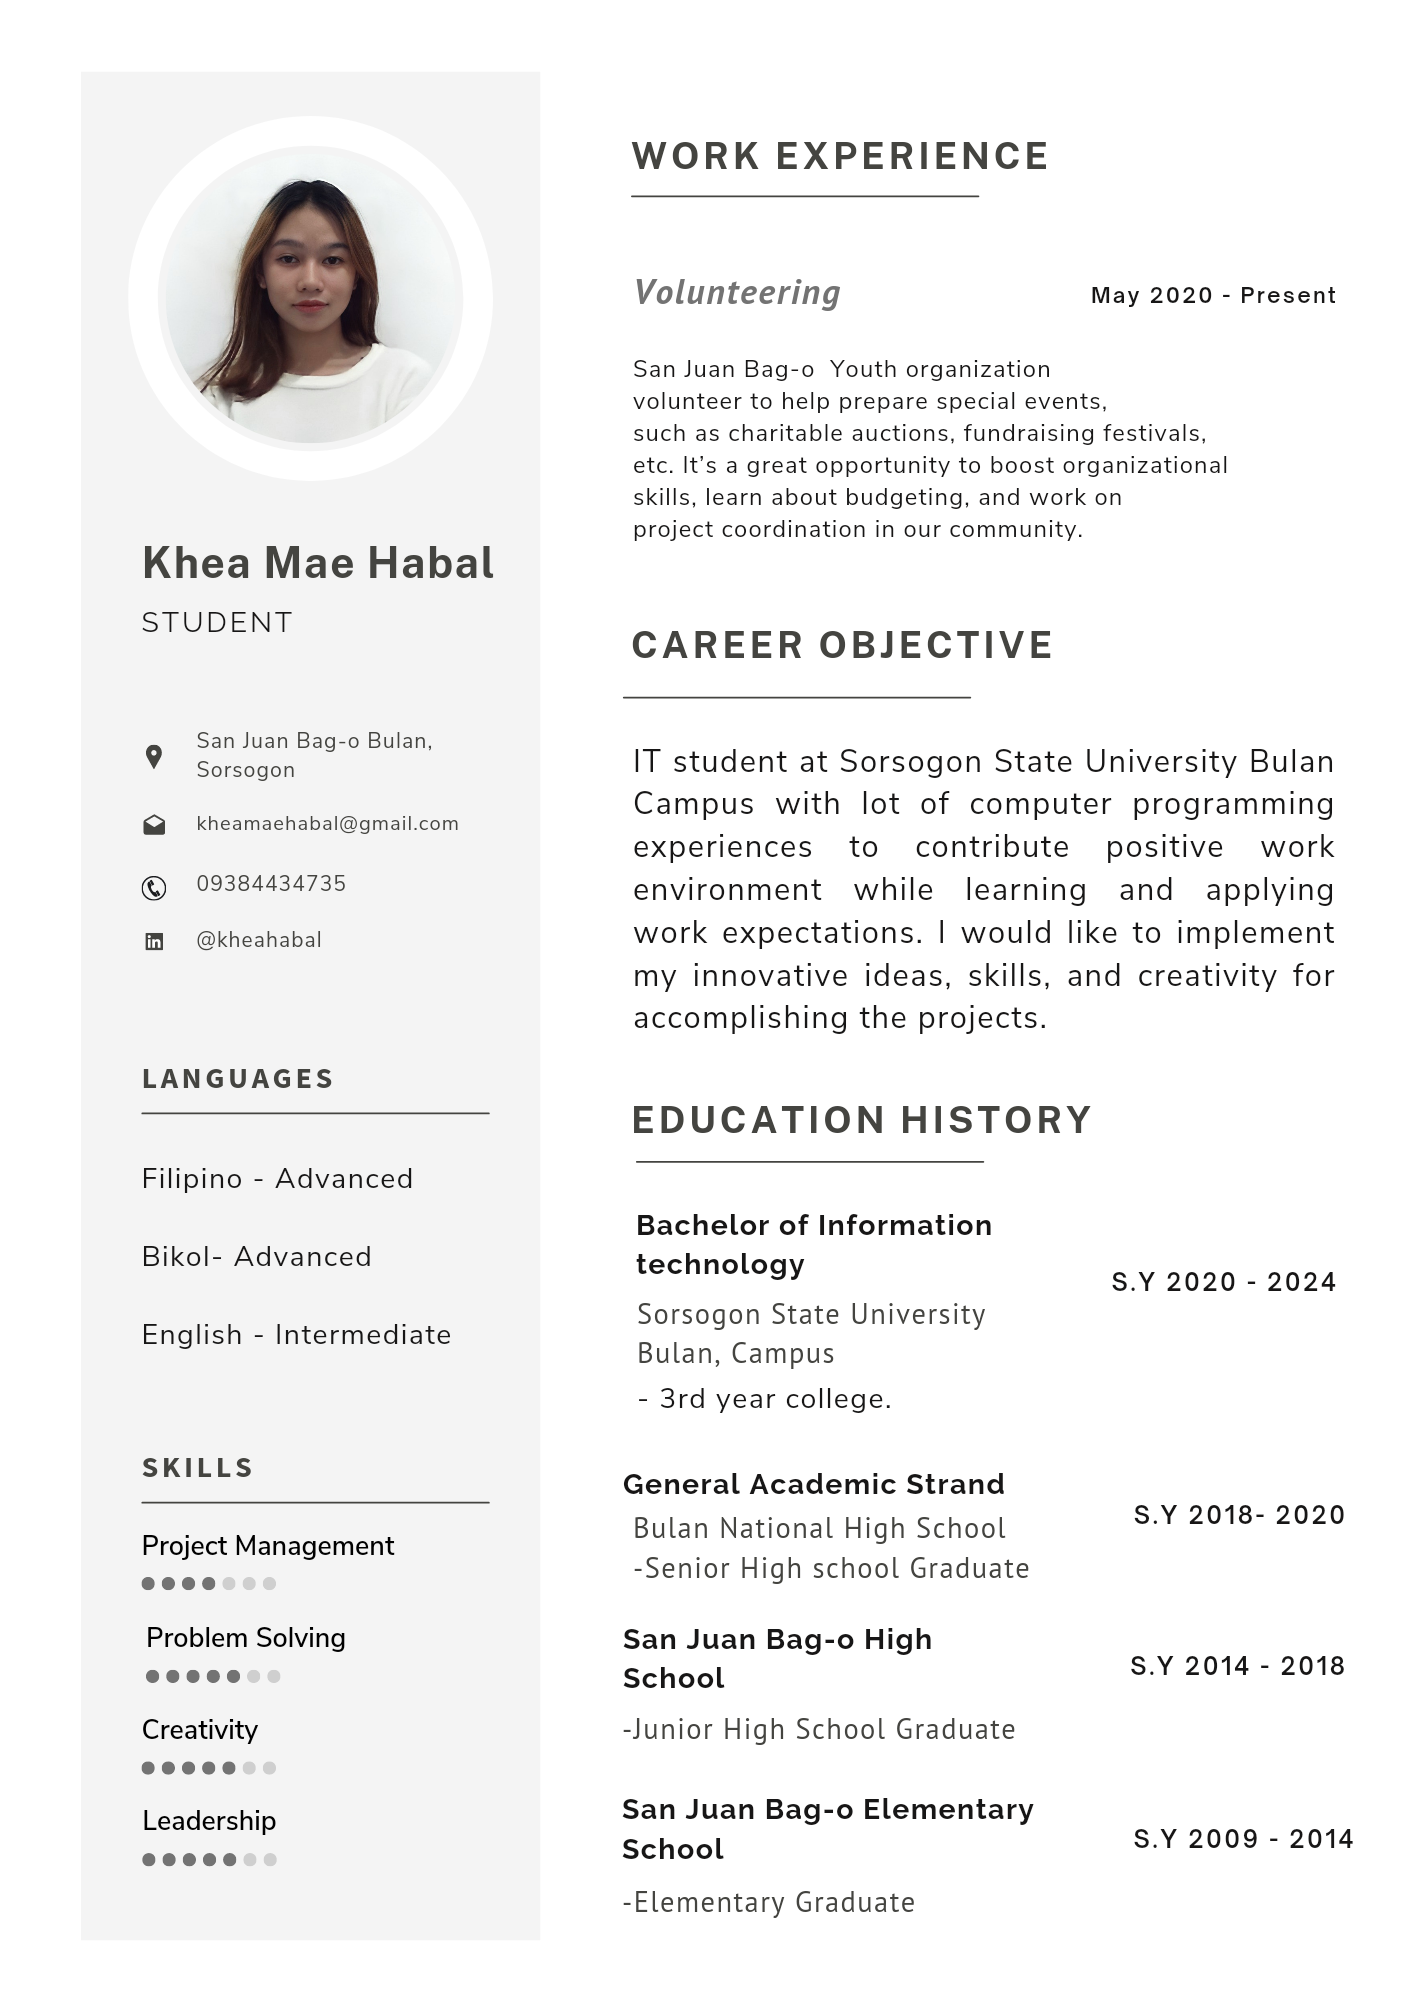 Khea Mae Habal
STUDENT
San Juan Bag-o Bulan,
Sorsogon
kheamaehabal@gmail.com
09384434735
@kheahabal
LANGUAGES
Filipino - Advanced
Bikol- Advanced
English - Intermediate
SKILLS
Project Management
Problem Solving
Creativity
Leadership
WORK EXPERIENCE
Volunteering
May 2020 - Present
San Juan Bag-o  Youth organization
volunteer to help prepare special events,
such as charitable auctions, fundraising festivals,
etc. It’s a great opportunity to boost organizational
skills, learn about budgeting, and work on
project coordination in our community.
CAREER OBJECTIVE
IT student at Sorsogon State University Bulan
Campus with lot of computer programming
experiences to contribute positive work
environment while learning and applying
work expectations. I would like to implement
my innovative ideas, skills, and creativity for
accomplishing the projects.
EDUCATION HISTORY
Bachelor of Information
technology
S.Y 2020 - 2024
Sorsogon State University
Bulan, Campus
- 3rd year college.
General Academic Strand
S.Y 2018- 2020
Bulan National High School
-Senior High school Graduate
San Juan Bag-o High
School
S.Y 2014 - 2018
-Junior High School Graduate
San Juan Bag-o Elementary
School
S.Y 2009 - 2014
-Elementary Graduate